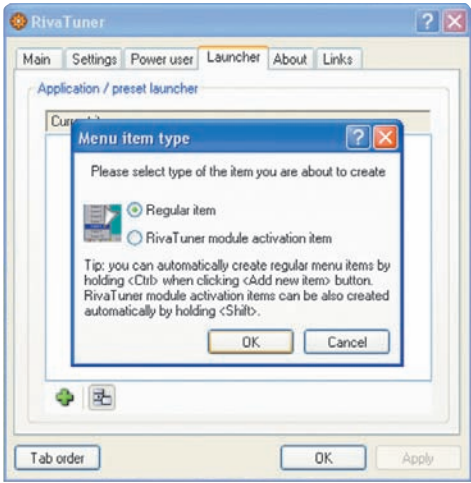 RivaTuner
Main Settings Power user Launcher About Links
Application / preset launcher
Menu item type
Please select type of the item you are about to create
Regular item
RivaTuner module activation item
Tip: you can automatically create regular menu items by
holding <Ctrl> when clicking <Add new item> button.
RivaTuner module activation items can be also created
automatically by holding <Shift>.
OK Cancel
Tab order OK Apply